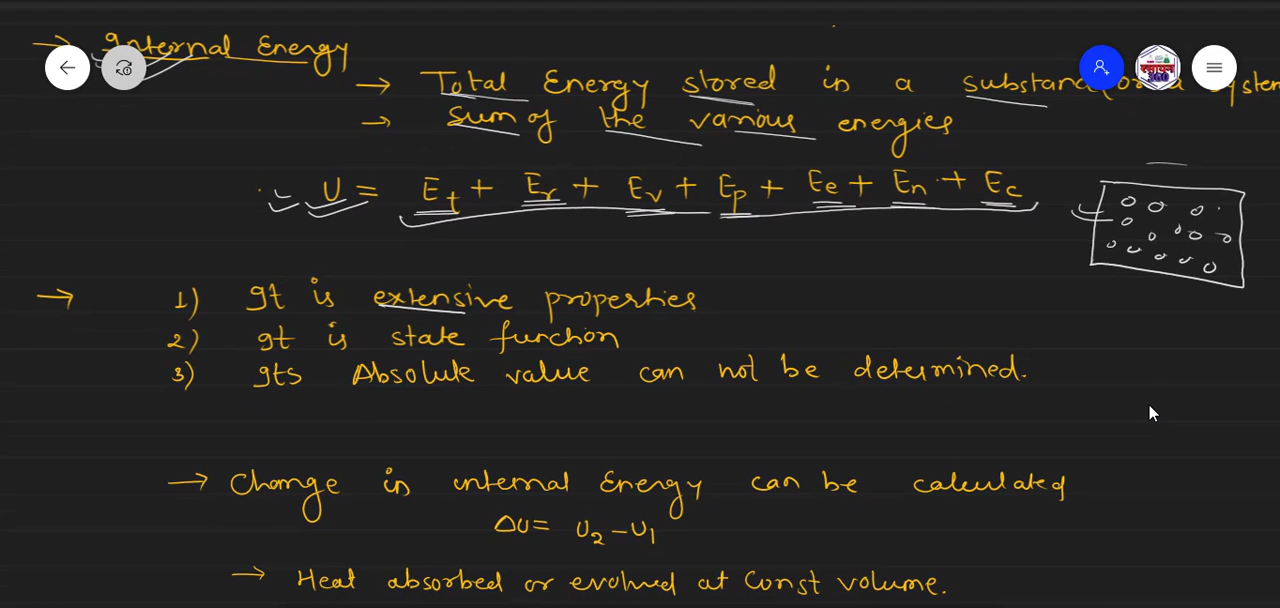 → Internal Energy
→ Total Energy stored in a substance (or a system
→ sum of the various energies
U = Et + Er + Ev + Ep + Ee + En + Ec
→ 1) It is extensive properties
2) It is state function
3) Its Absolute value can not be determined.
→ Change in internal Energy can be calculated
ΔU = U2 - U1
→ Heat absorbed or evolved at const volume.